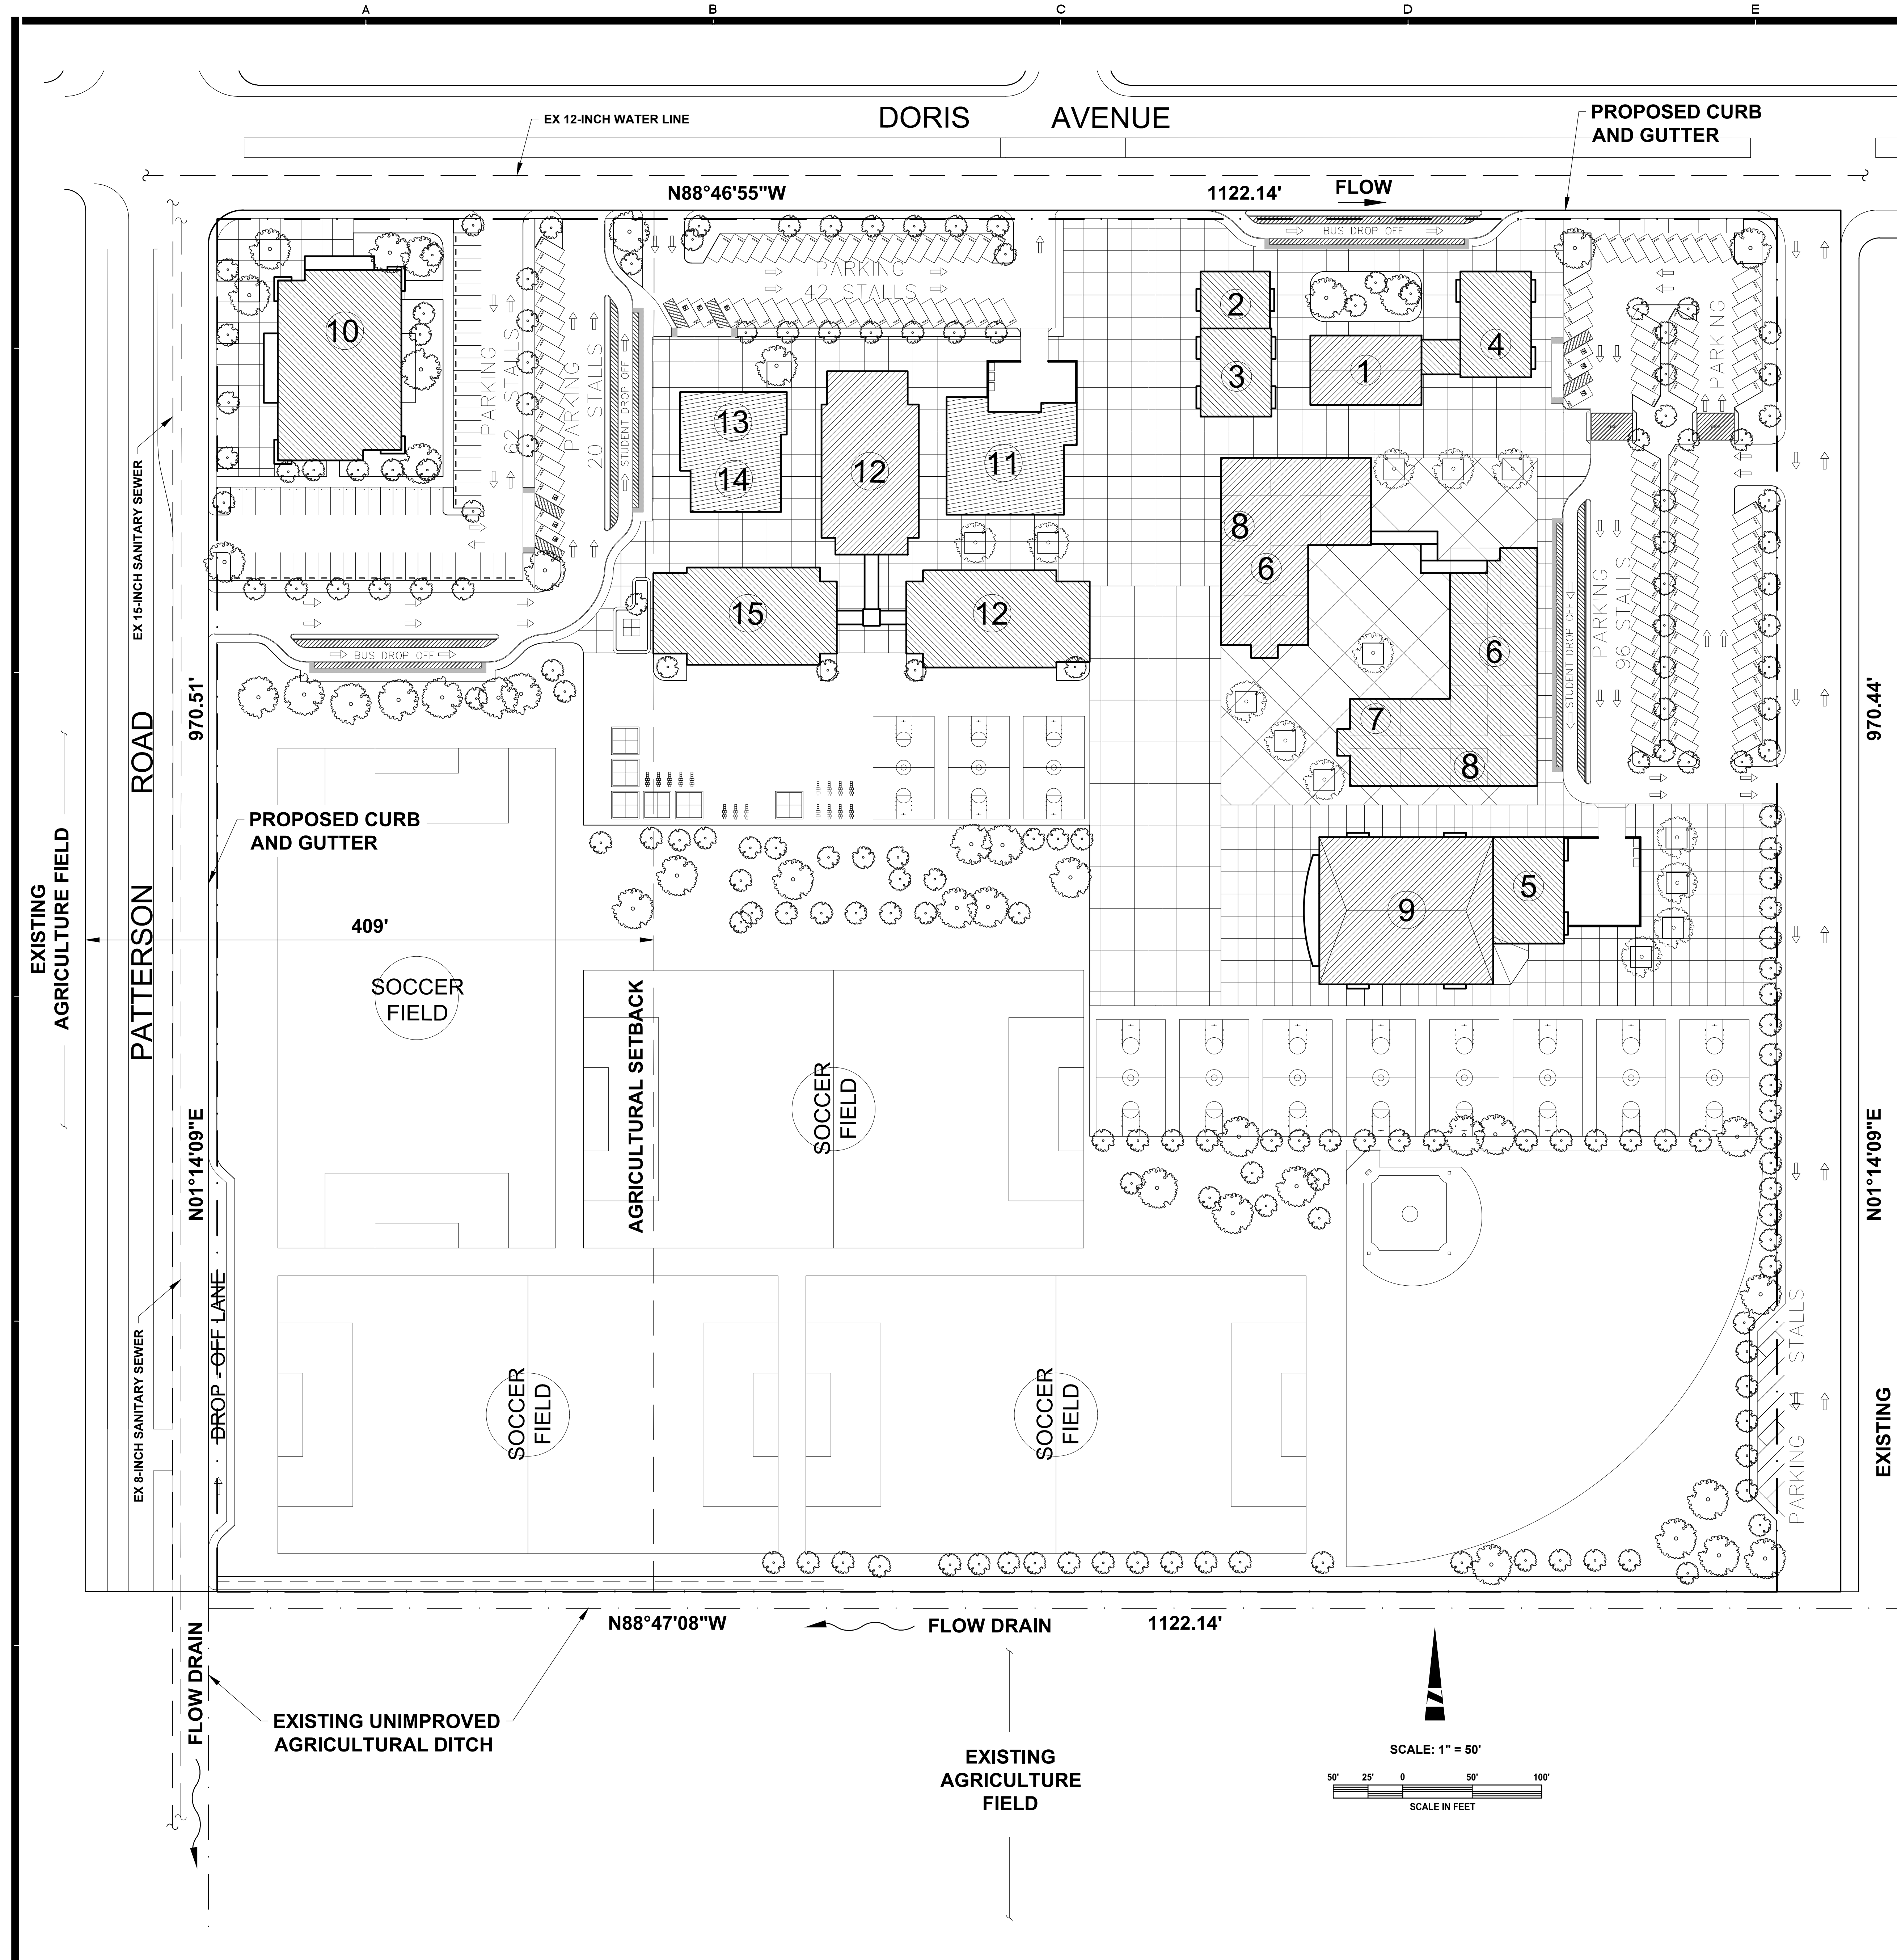 A
B
C
D
E
DORIS AVENUE
PROPOSED CURB
AND GUTTER
EX 12-INCH WATER LINE
N88°46'55"W
1122.14'
FLOW
BUS DROP OFF
PARKING
42 STALLS
PARKING
62 STALLS
PARKING
20 STALLS
STUDENT DROP OFF
10
2
3
1
4
PARKING
13
14
12
11
8
6
EX 15-INCH SANITARY SEWER
15
12
6
7
8
STUDENT DROP OFF
PARKING
96 STALLS
BUS DROP OFF
970.51'
970.44'
PATTERSON ROAD
PROPOSED CURB
AND GUTTER
EXISTING
AGRICULTURE FIELD
409'
9
5
SOCCER
FIELD
AGRICULTURAL SETBACK
SOCCER
FIELD
N01°14'09"E
N01°14'09"E
DROP - OFF LANE
EX 8-INCH SANITARY SEWER
SOCCER
FIELD
SOCCER
FIELD
PARKING
STALLS
EXISTING
N88°47'08"W
FLOW DRAIN
1122.14'
FLOW DRAIN
EXISTING UNIMPROVED
AGRICULTURAL DITCH
EXISTING
AGRICULTURE
FIELD
SCALE: 1" = 50'
50' 25' 0 50' 100'
SCALE IN FEET